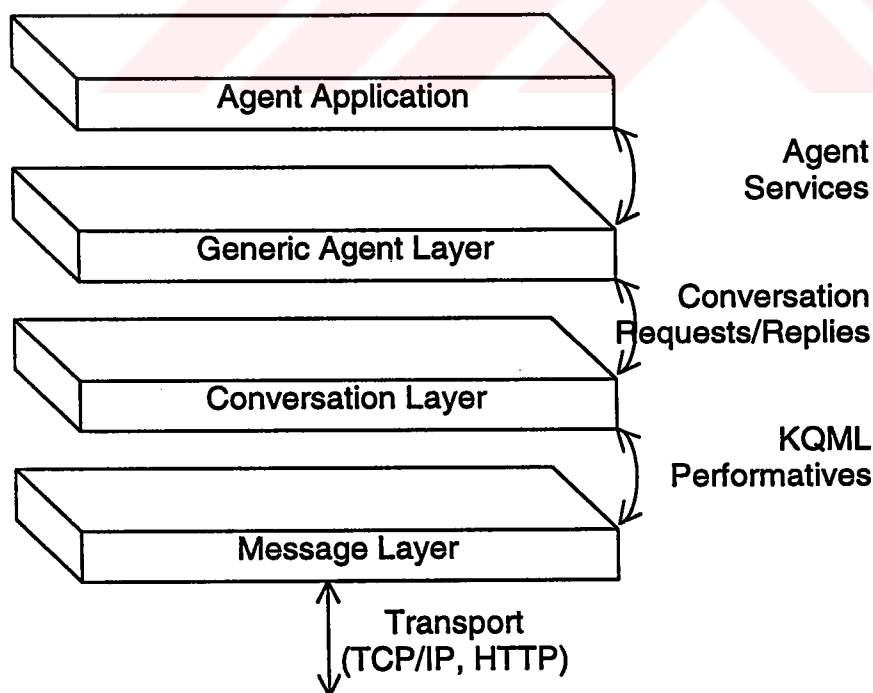 Agent Application
Agent
Services
Generic Agent Layer
Conversation
Requests/Replies
Conversation Layer
KQML
Performatives
Message Layer
Transport
(TCP/IP, HTTP)